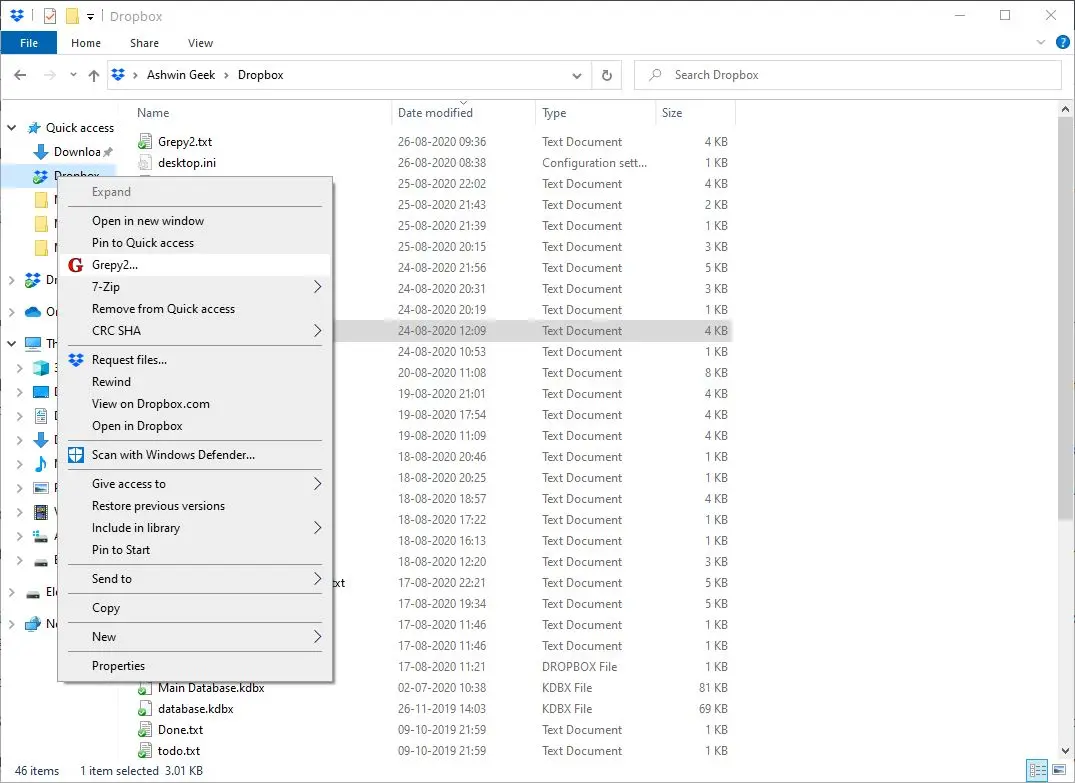 Dropbox
File Home Share View
Ashwin Geek > Dropbox
Search Dropbox
Name Date modified Type Size
Quick access
Downloa
Dropbox
Grepy2.txt 26-08-2020 09:36 Text Document 4 KB
desktop.ini 26-08-2020 08:38 Configuration sett... 1 KB
25-08-2020 22:02 Text Document 4 KB
25-08-2020 21:43 Text Document 2 KB
25-08-2020 21:39 Text Document 1 KB
25-08-2020 20:15 Text Document 3 KB
24-08-2020 21:56 Text Document 5 KB
24-08-2020 20:31 Text Document 3 KB
24-08-2020 20:19 Text Document 1 KB
24-08-2020 12:09 Text Document 4 KB
24-08-2020 10:53 Text Document 1 KB
20-08-2020 11:08 Text Document 8 KB
19-08-2020 21:01 Text Document 4 KB
19-08-2020 17:54 Text Document 4 KB
19-08-2020 11:09 Text Document 4 KB
18-08-2020 20:46 Text Document 1 KB
18-08-2020 20:25 Text Document 1 KB
18-08-2020 18:57 Text Document 4 KB
18-08-2020 17:22 Text Document 1 KB
18-08-2020 16:13 Text Document 1 KB
18-08-2020 12:20 Text Document 3 KB
txt 17-08-2020 22:21 Text Document 5 KB
17-08-2020 19:34 Text Document 5 KB
17-08-2020 11:46 Text Document 1 KB
17-08-2020 11:46 Text Document 1 KB
17-08-2020 11:21 DROPBOX File 1 KB
Main Database.kdbx 02-07-2020 10:38 KDBX File 81 KB
database.kdbx 26-11-2019 14:03 KDBX File 69 KB
Done.txt 09-10-2019 21:59 Text Document 1 KB
todo.txt 09-10-2019 21:59 Text Document 1 KB
Expand
Open in new window
Pin to Quick access
Grepy2...
7-Zip
Remove from Quick access
CRC SHA
Request files...
Rewind
View on Dropbox.com
Open in Dropbox
Scan with Windows Defender...
Give access to
Restore previous versions
Include in library
Pin to Start
Send to
Copy
New
Properties
46 items 1 item selected 3.01 KB